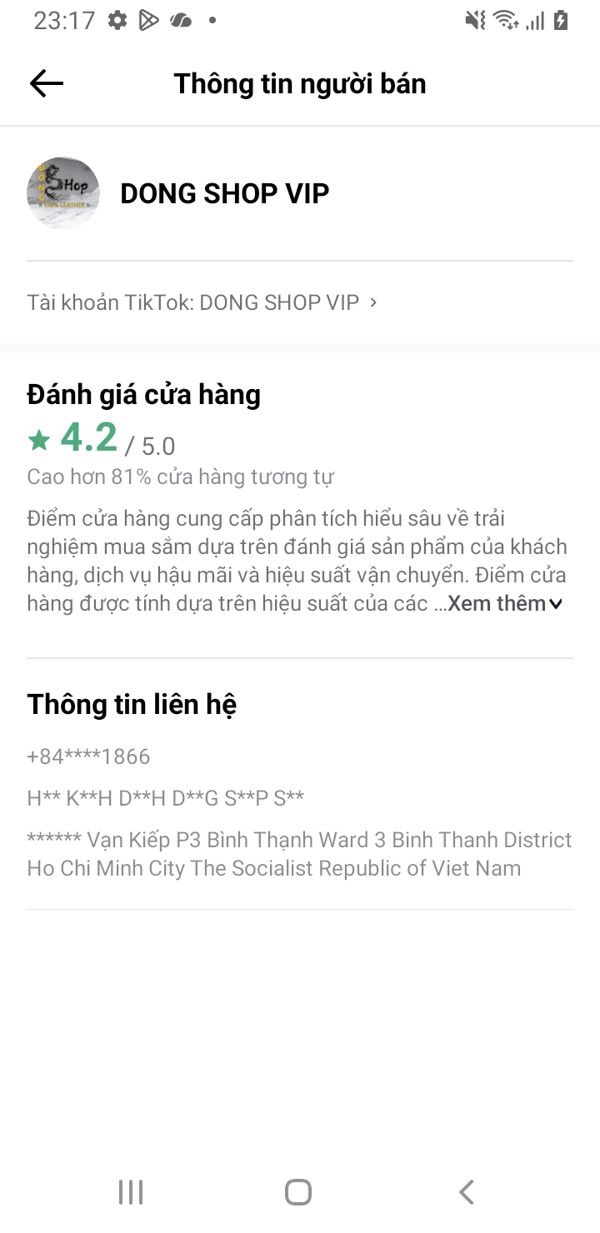 23:17
Thông tin người bán
DONG
SHop
100% LEATHER
DONG SHOP VIP
Tài khoản TikTok: DONG SHOP VIP >
Đánh giá cửa hàng
★ 4.2 / 5.0
Cao hơn 81% cửa hàng tương tự
Điểm cửa hàng cung cấp phân tích hiểu sâu về trải
nghiệm mua sắm dựa trên đánh giá sản phẩm của khách
hàng, dịch vụ hậu mãi và hiệu suất vận chuyển. Điểm cửa
hàng được tính dựa trên hiệu suất của các ...Xem thêm
Thông tin liên hệ
+84****1866
H** K**H D**H D**G S**P S**
****** Vạn Kiếp P3 Bình Thạnh Ward 3 Binh Thanh District
Ho Chi Minh City The Socialist Republic of Viet Nam